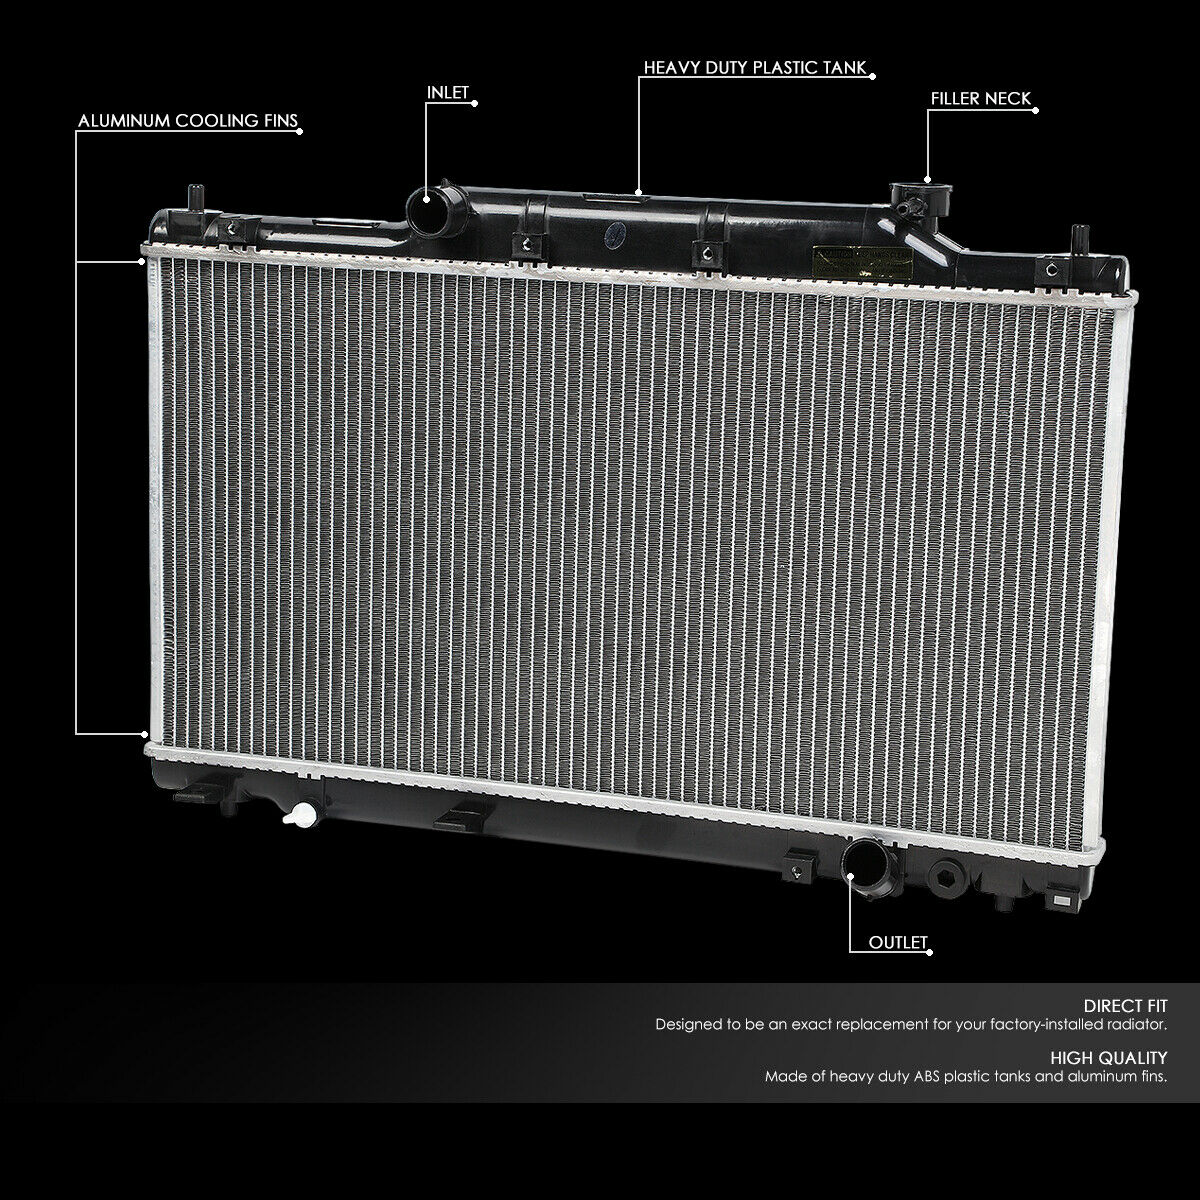 HEAVY DUTY PLASTIC TANK
INLET
FILLER NECK
ALUMINUM COOLING FINS
OUTLET
DIRECT FIT
Designed to be an exact replacement for your factory-installed radiator.
HIGH QUALITY
Made of heavy duty ABS plastic tanks and aluminum fins.